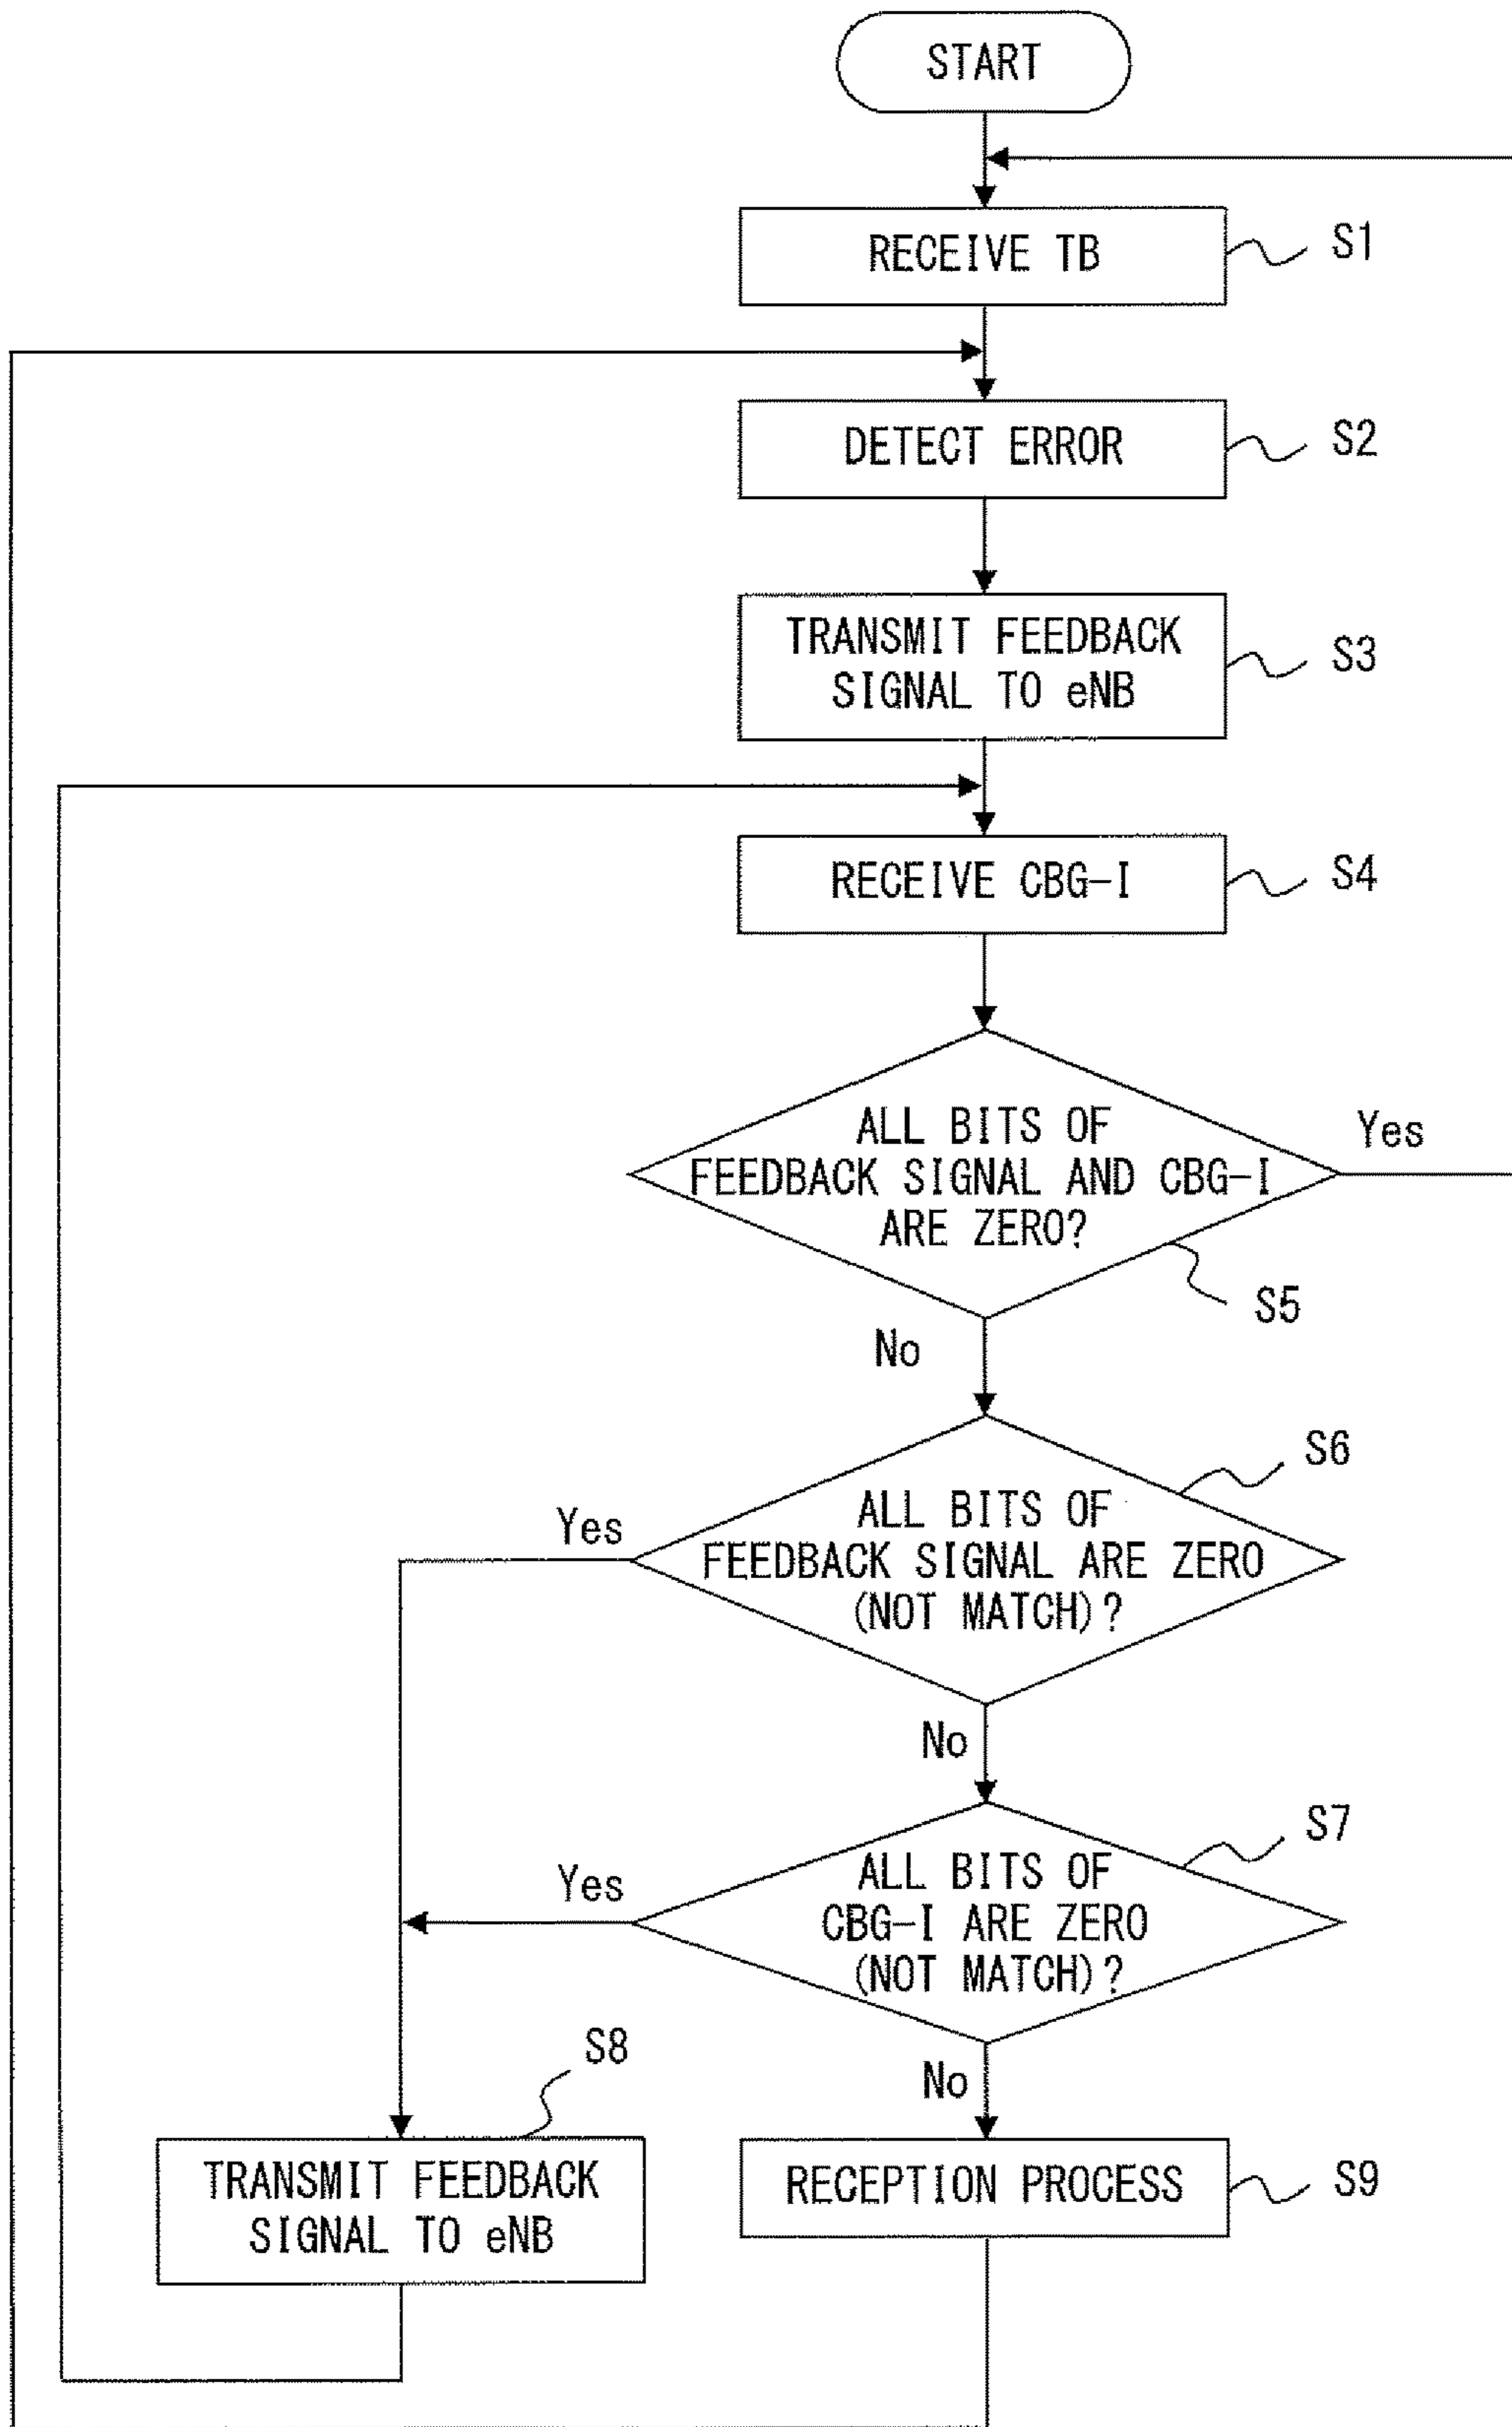 START
RECEIVE TB
S1
DETECT ERROR
S2
TRANSMIT FEEDBACK
SIGNAL TO eNB
S3
RECEIVE CBG-I
S4
ALL BITS OF
FEEDBACK SIGNAL AND CBG-I
ARE ZERO?
Yes
S5
No
S6
ALL BITS OF
FEEDBACK SIGNAL ARE ZERO
(NOT MATCH)?
Yes
No
S7
ALL BITS OF
CBG-I ARE ZERO
(NOT MATCH)?
Yes
No
S8
TRANSMIT FEEDBACK
SIGNAL TO eNB
RECEPTION PROCESS
S9